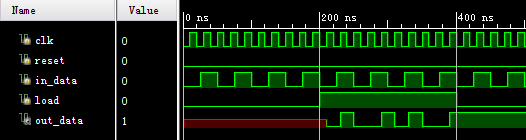 Name Value 0 ns 200 ns 400 ns
clk 0
reset 0
in_data 0
load 0
out_data 1